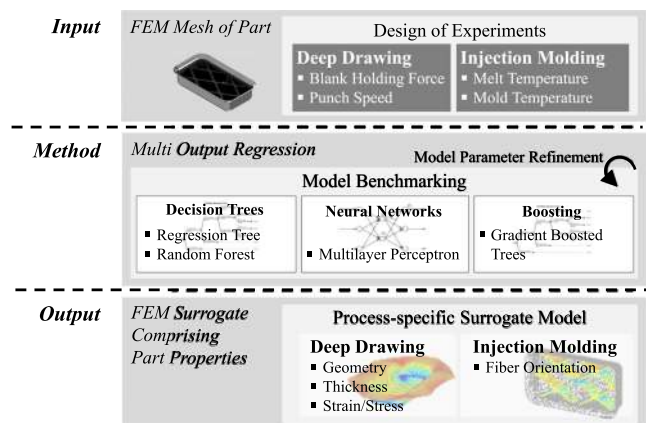 Input
FEM Mesh of Part
Design of Experiments
Deep Drawing
▪ Blank Holding Force
▪ Punch Speed
Injection Molding
▪ Melt Temperature
▪ Mold Temperature
Method
Multi Output Regression
Model Parameter Refinement
Model Benchmarking
Decision Trees
▪ Regression Tree
▪ Random Forest
Neural Networks
▪ Multilayer Perceptron
Boosting
▪ Gradient Boosted
Trees
Output
FEM Surrogate
Comprising
Part Properties
Process-specific Surrogate Model
Deep Drawing
▪ Geometry
▪ Thickness
▪ Strain/Stress
Injection Molding
▪ Fiber Orientation